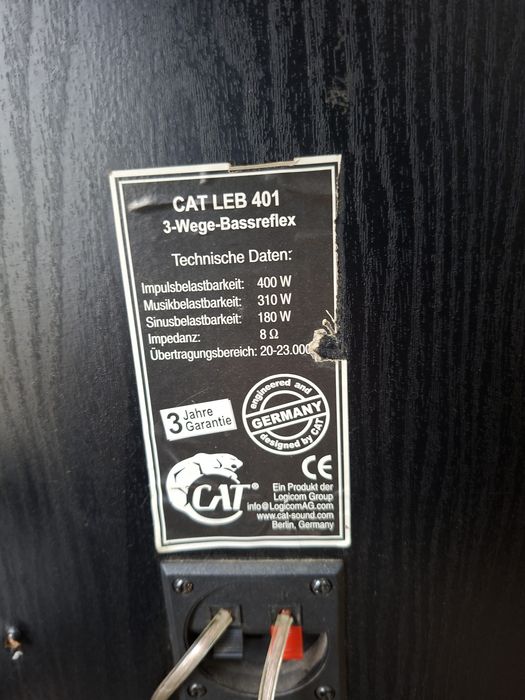 CAT LEB 401
3-Wege-Bassreflex
Technische Daten:
Impulsbelastbarkeit: 400 W
Musikbelastbarkeit: 310 W
Sinusbelastbarkeit: 180 W
Impedanz: 8 Ω
Übertragungsbereich: 20-23.000
3 Jahre Garantie
engineered and
GERMANY
designed by CAT
CE
CAT®
Ein Produkt der
Logicom Group
info@LogicomAG.com
www.cat-sound.com
Berlin, Germany